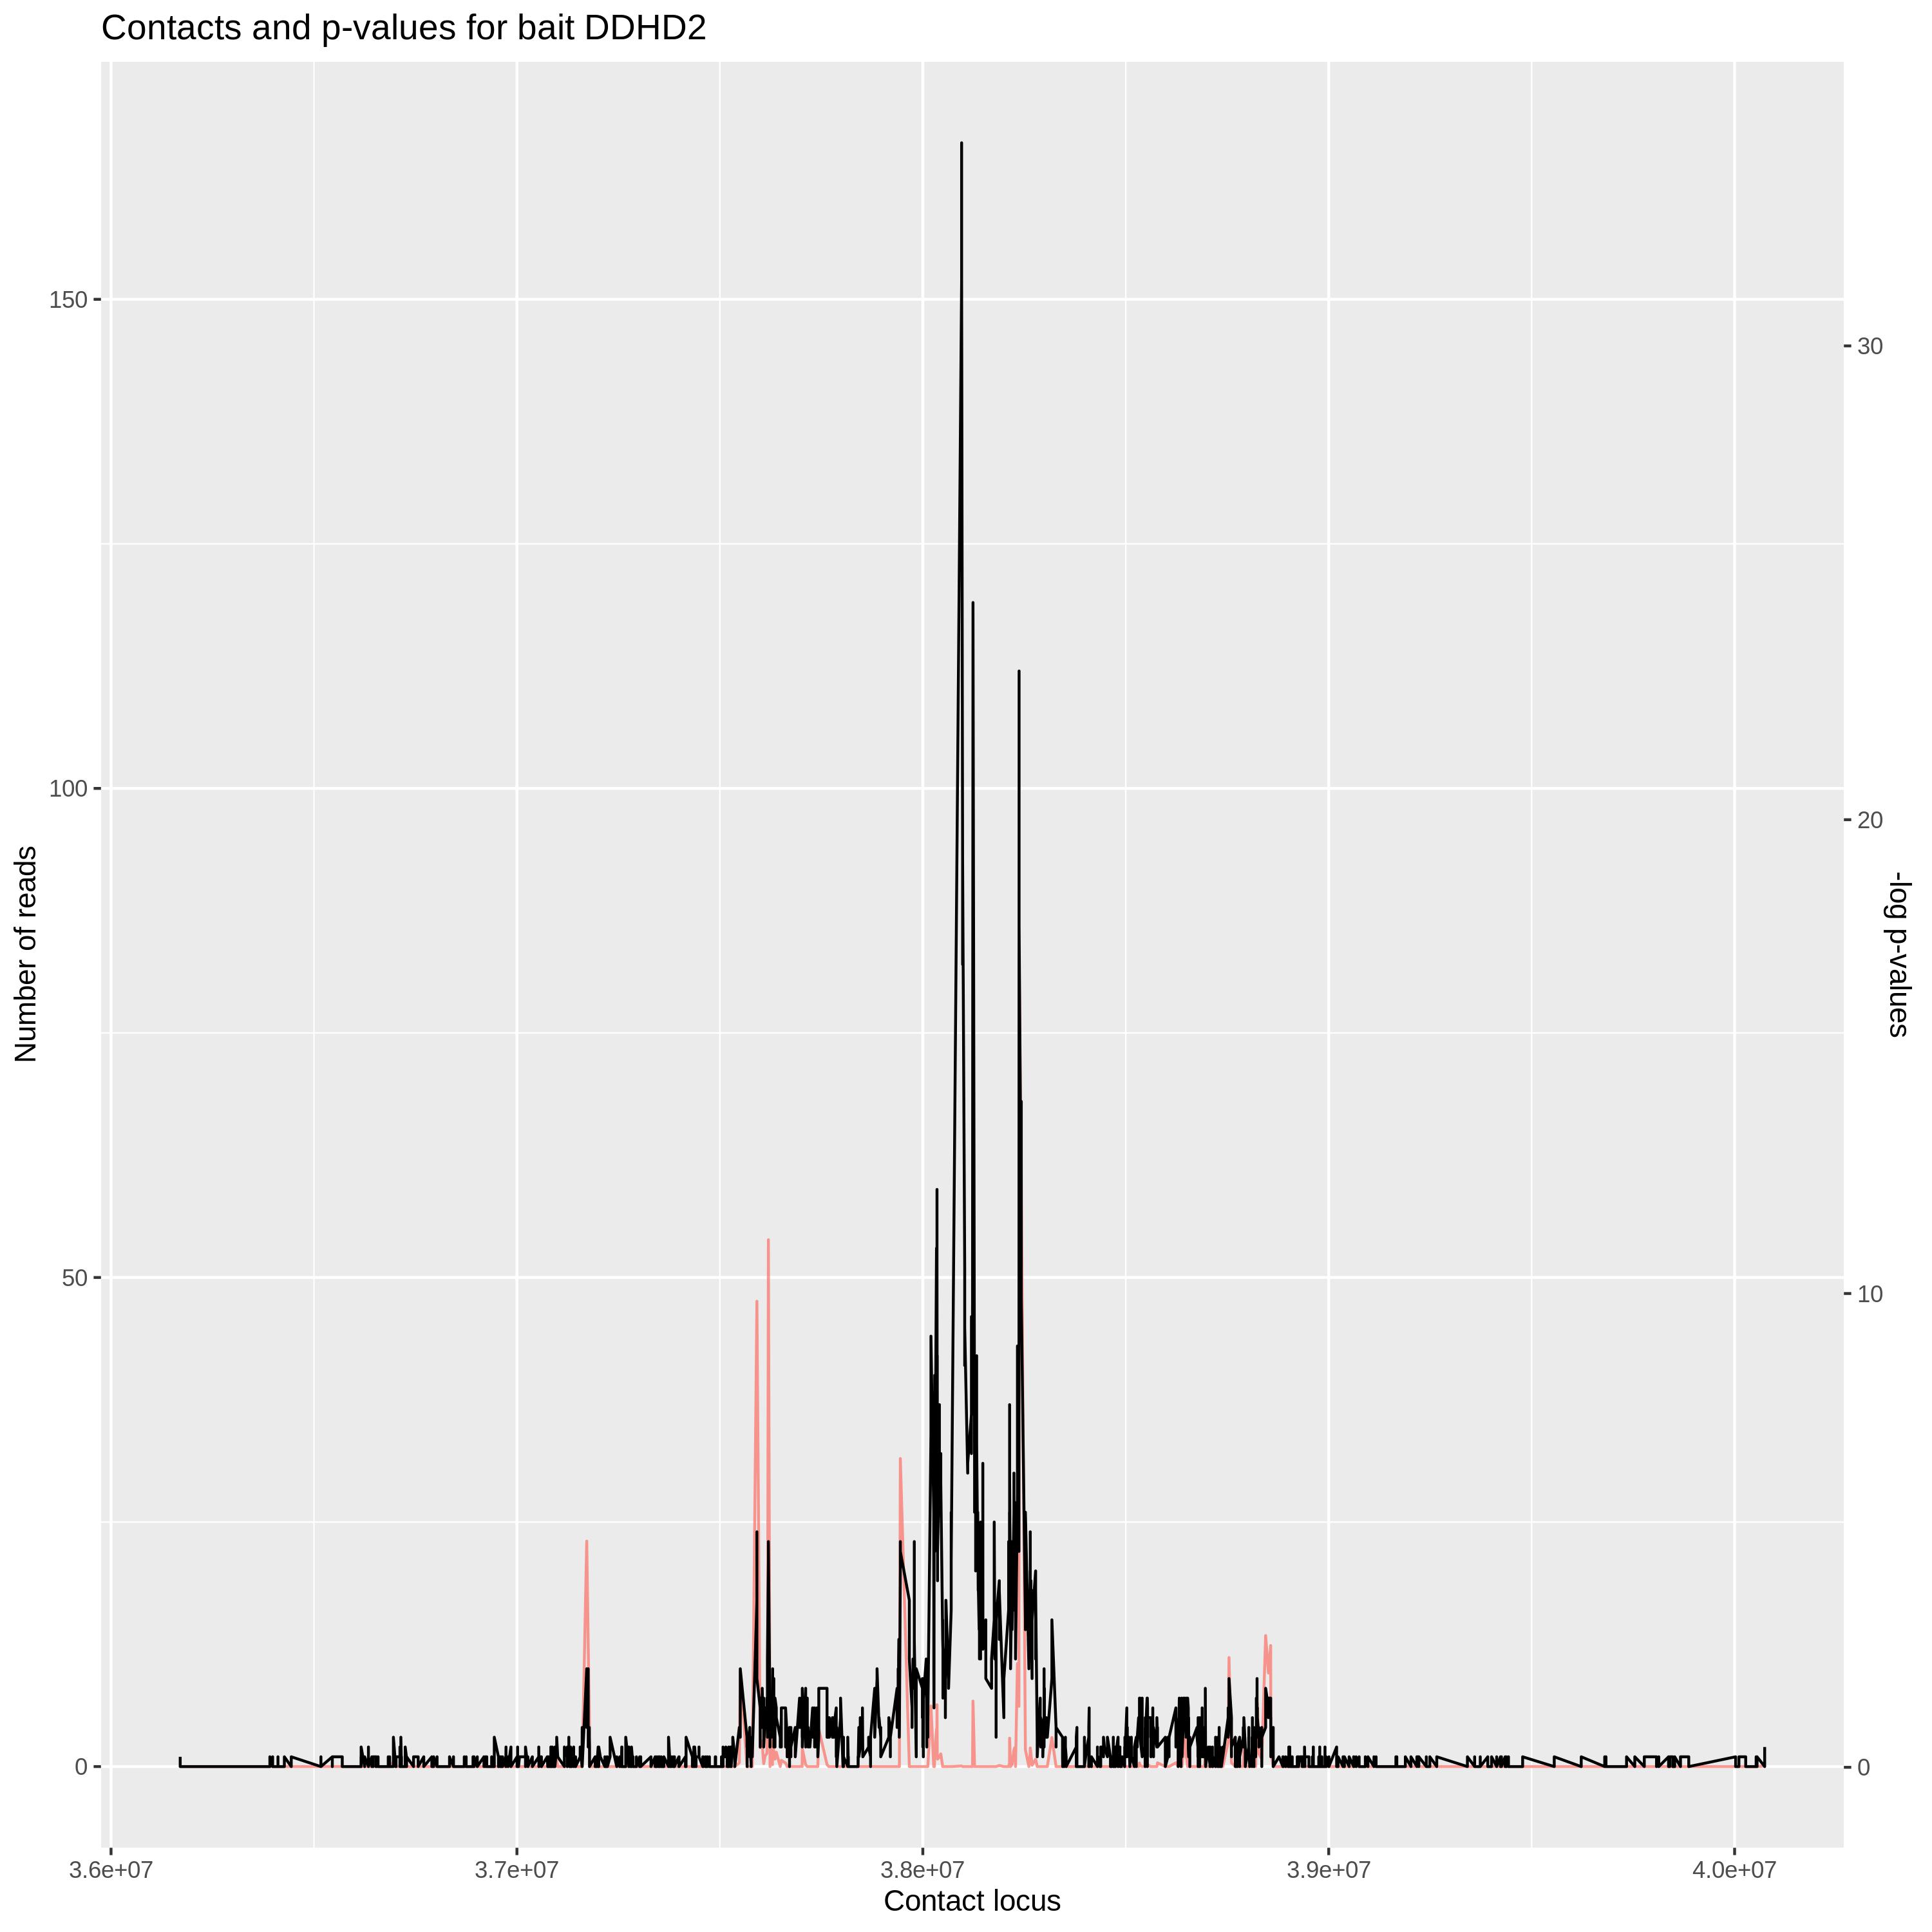 Contacts and p-values for bait DDHD2
150
100
50
0
30
20
10
0
Number of reads
-log p-values
3.6e+07 3.7e+07 3.8e+07 3.9e+07 4.0e+07
Contact locus